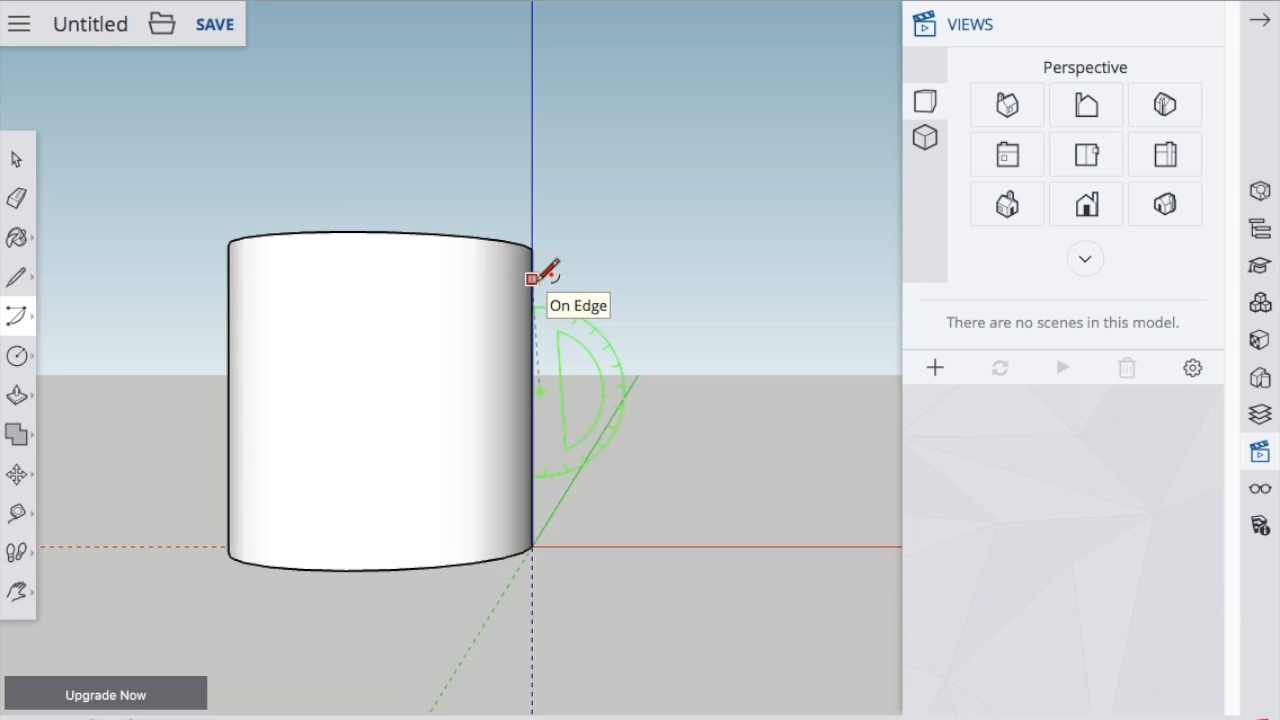 Untitled
SAVE
VIEWS
Perspective
On Edge
There are no scenes in this model.
Upgrade Now